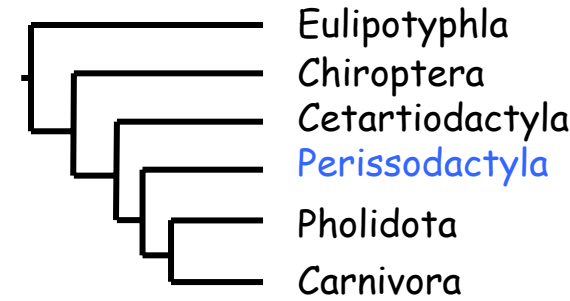 Eulipotyphla
Chiroptera
Cetartiodactyla
Perissodactyla
Pholidota
Carnivora